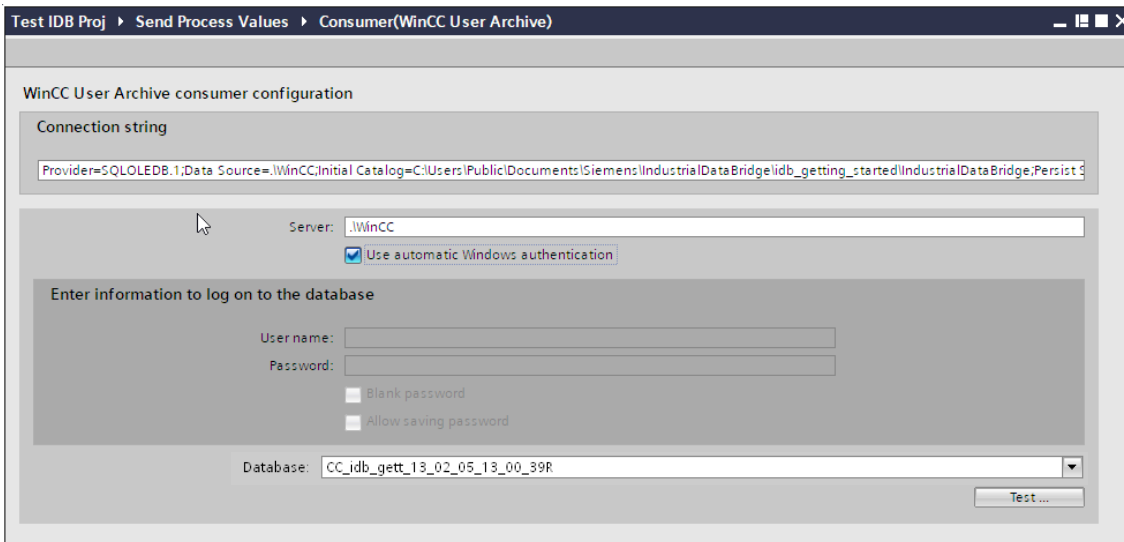 Test IDB Proj ▸ Send Process Values ▸ Consumer(WinCC User Archive)
WinCC User Archive consumer configuration
Connection string
Provider=SQLOLEDB.1;Data Source=.\WinCC;Initial Catalog=C:\Users\Public\Documents\Siemens\IndustrialDataBridge\idb_getting_started\IndustrialDataBridge;Persist S
Server: .\WinCC
Use automatic Windows authentication
Enter information to log on to the database
User name:
Password:
Blank password
Allow saving password
Database: CC_idb_gett_13_02_05_13_00_39R
Test ...